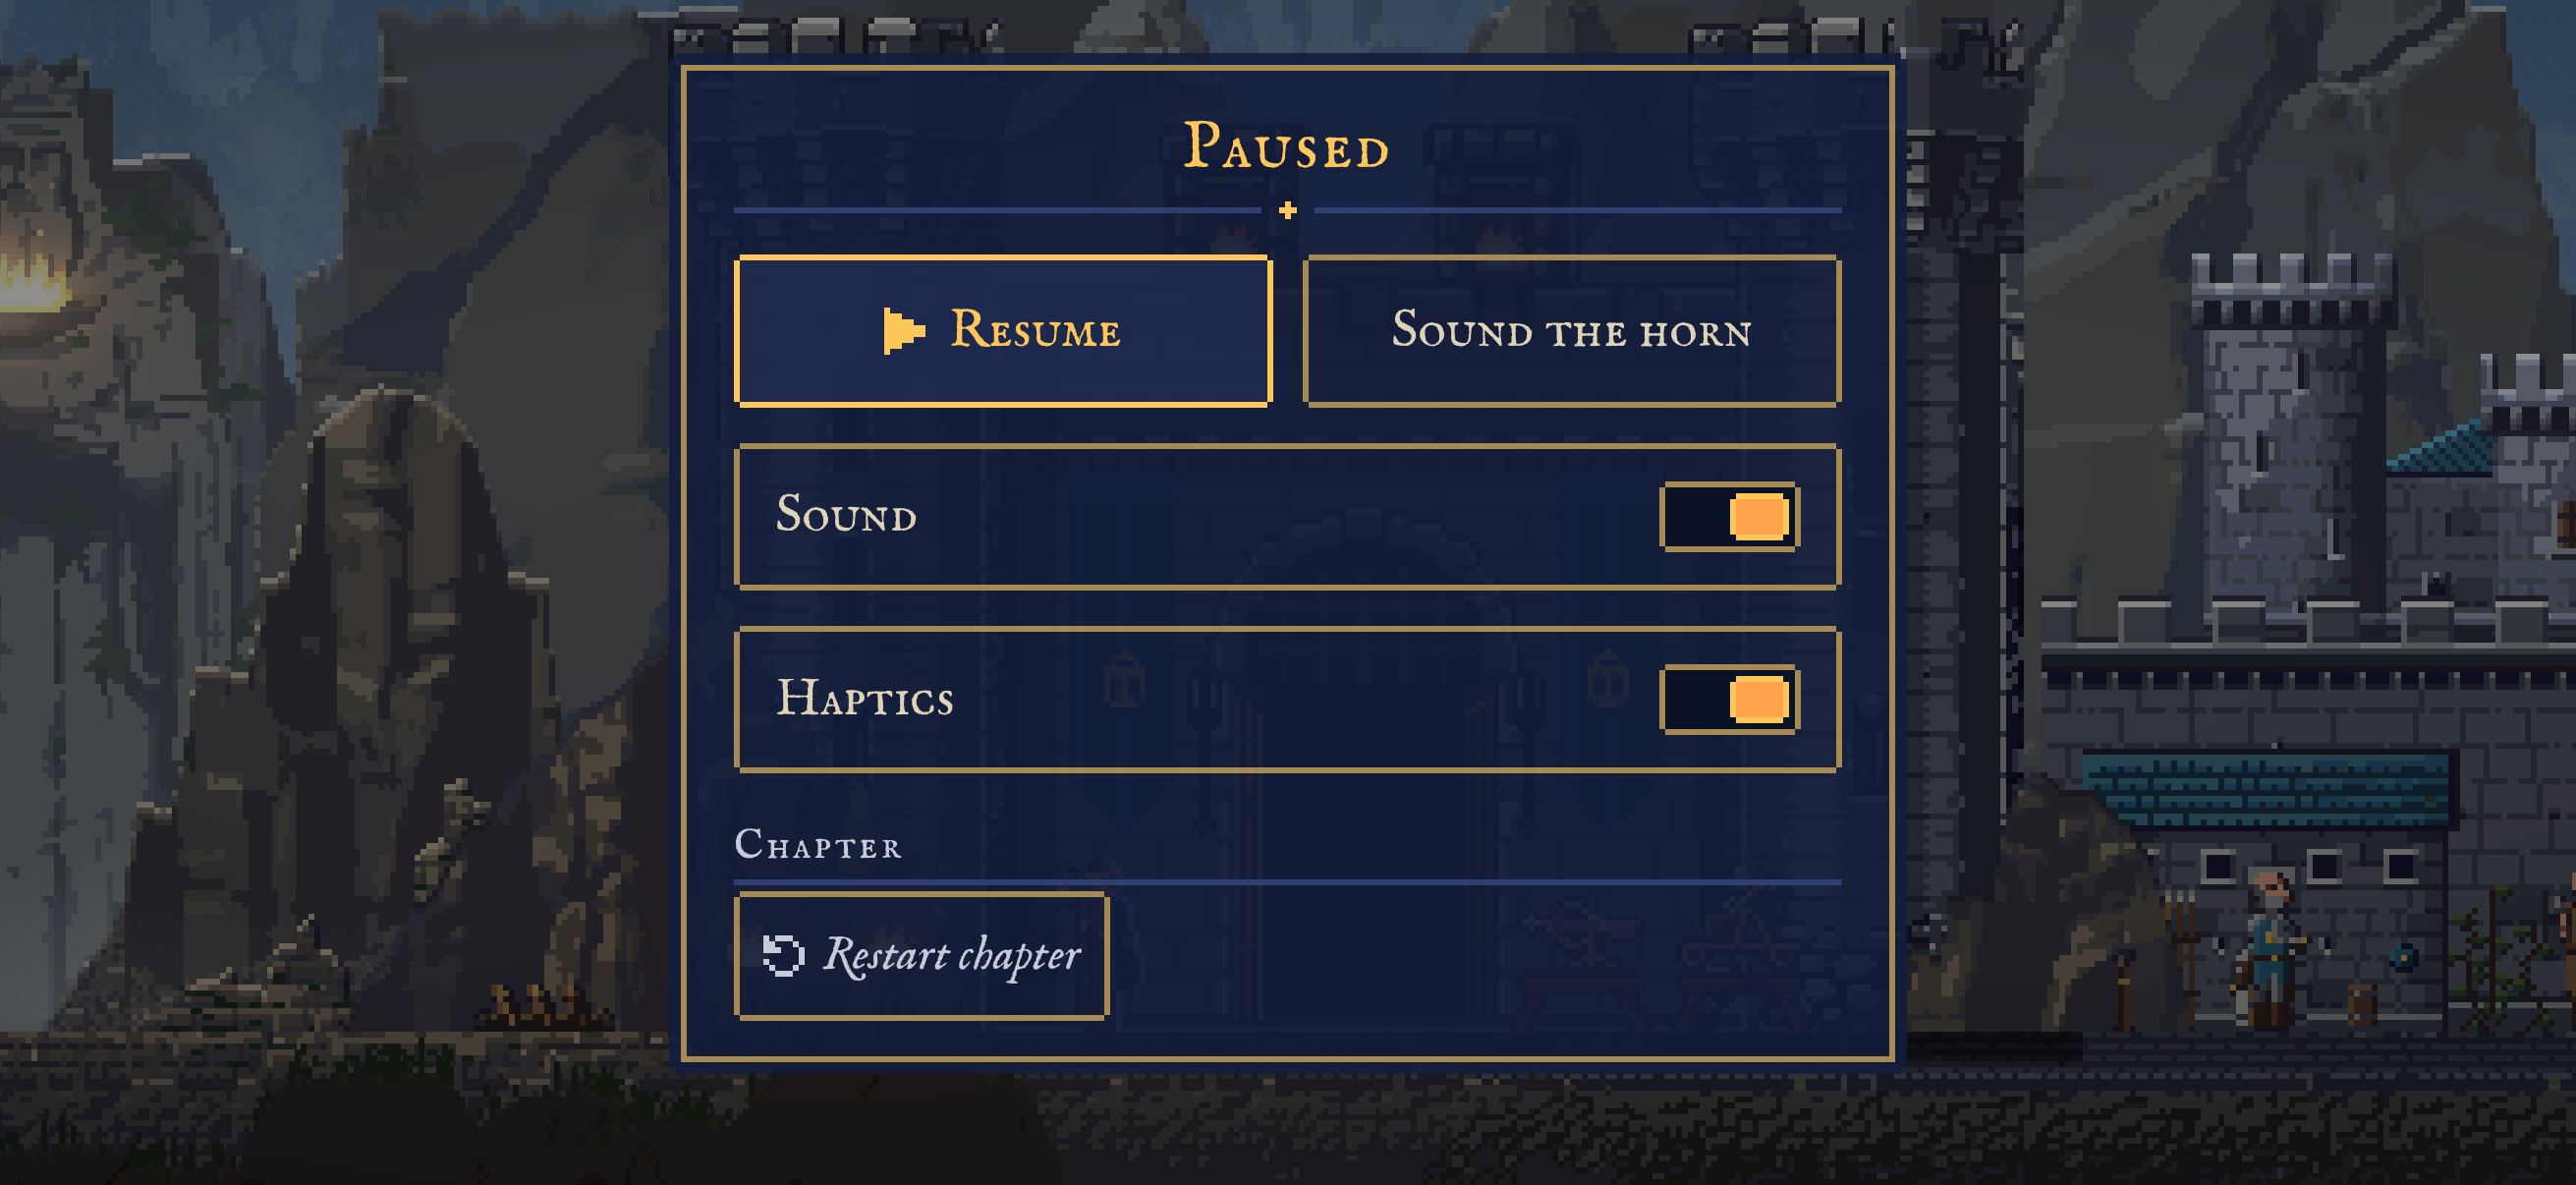 Paused
Resume
Sound the horn
Sound
Haptics
Chapter
Restart chapter